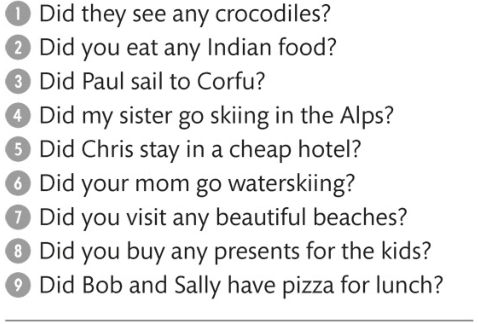 1 Did they see any crocodiles?
2 Did you eat any Indian food?
3 Did Paul sail to Corfu?
4 Did my sister go skiing in the Alps?
5 Did Chris stay in a cheap hotel?
6 Did your mom go waterskiing?
7 Did you visit any beautiful beaches?
8 Did you buy any presents for the kids?
9 Did Bob and Sally have pizza for lunch?